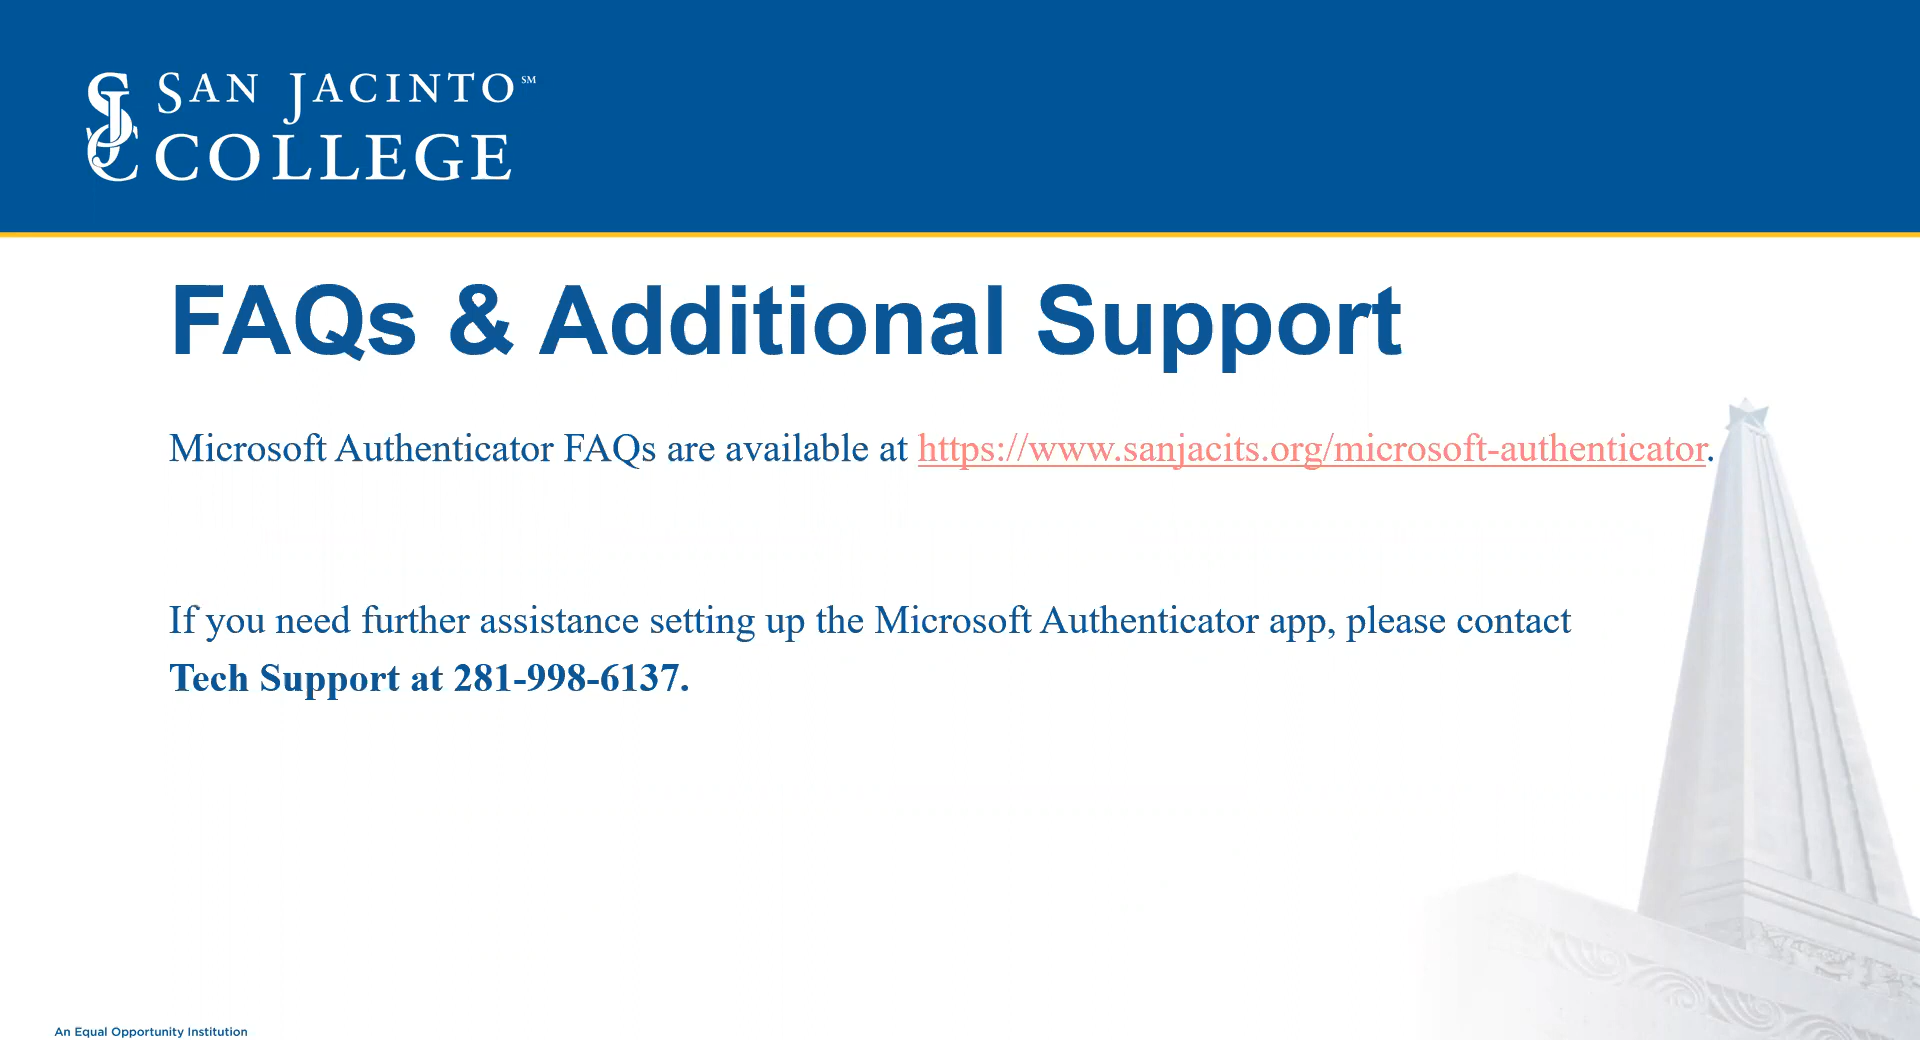 SAN JACINTO℠
COLLEGE
FAQs & Additional Support
Microsoft Authenticator FAQs are available at https://www.sanjacits.org/microsoft-authenticator.
If you need further assistance setting up the Microsoft Authenticator app, please contact
Tech Support at 281-998-6137.
An Equal Opportunity Institution